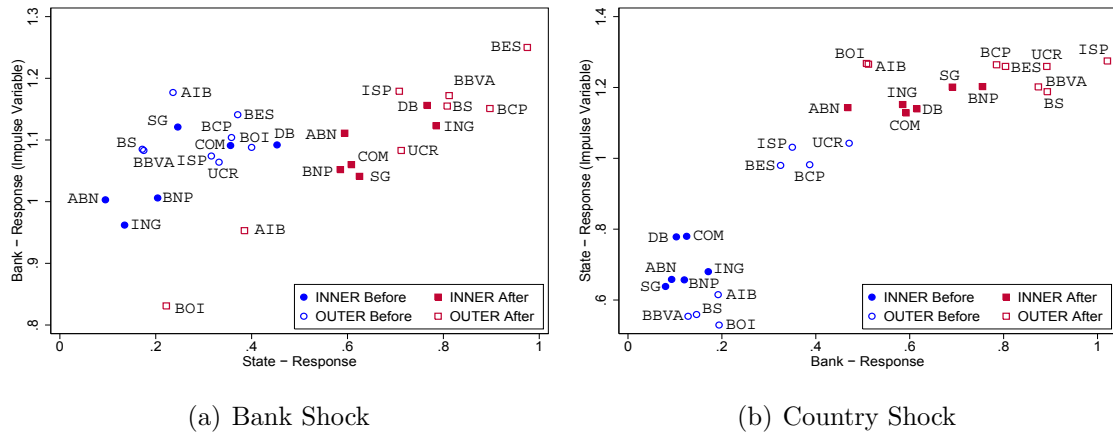 1.3
1.2
1.1
1
.9
.8
Bank – Response (Impulse Variable)
BES
AIB
ISP
BBVA
SG
BES
DB
BS
BCP
BCP
ABN
ING
BS
COM
BOI
DB
BBVA
ISP
UCR
COM
UCR
BNP
SG
ABN
BNP
ING
AIB
BOI
INNER Before
INNER After
OUTER Before
OUTER After
0
.2
.4
.6
.8
1
State – Response
(a) Bank Shock
1.4
1.2
1
.8
.6
State – Response (Impulse Variable)
BOI
AIB
BCP
UCR
ISP
BES
SG
BBVA
ING
BNP
BS
ABN
DB
COM
ISP
UCR
BES
BCP
DB
COM
ABN
ING
SG
BNP
AIB
BBVA
BS
BOI
INNER Before
INNER After
OUTER Before
OUTER After
0
.2
.4
.6
.8
1
Bank – Response
(b) Country Shock